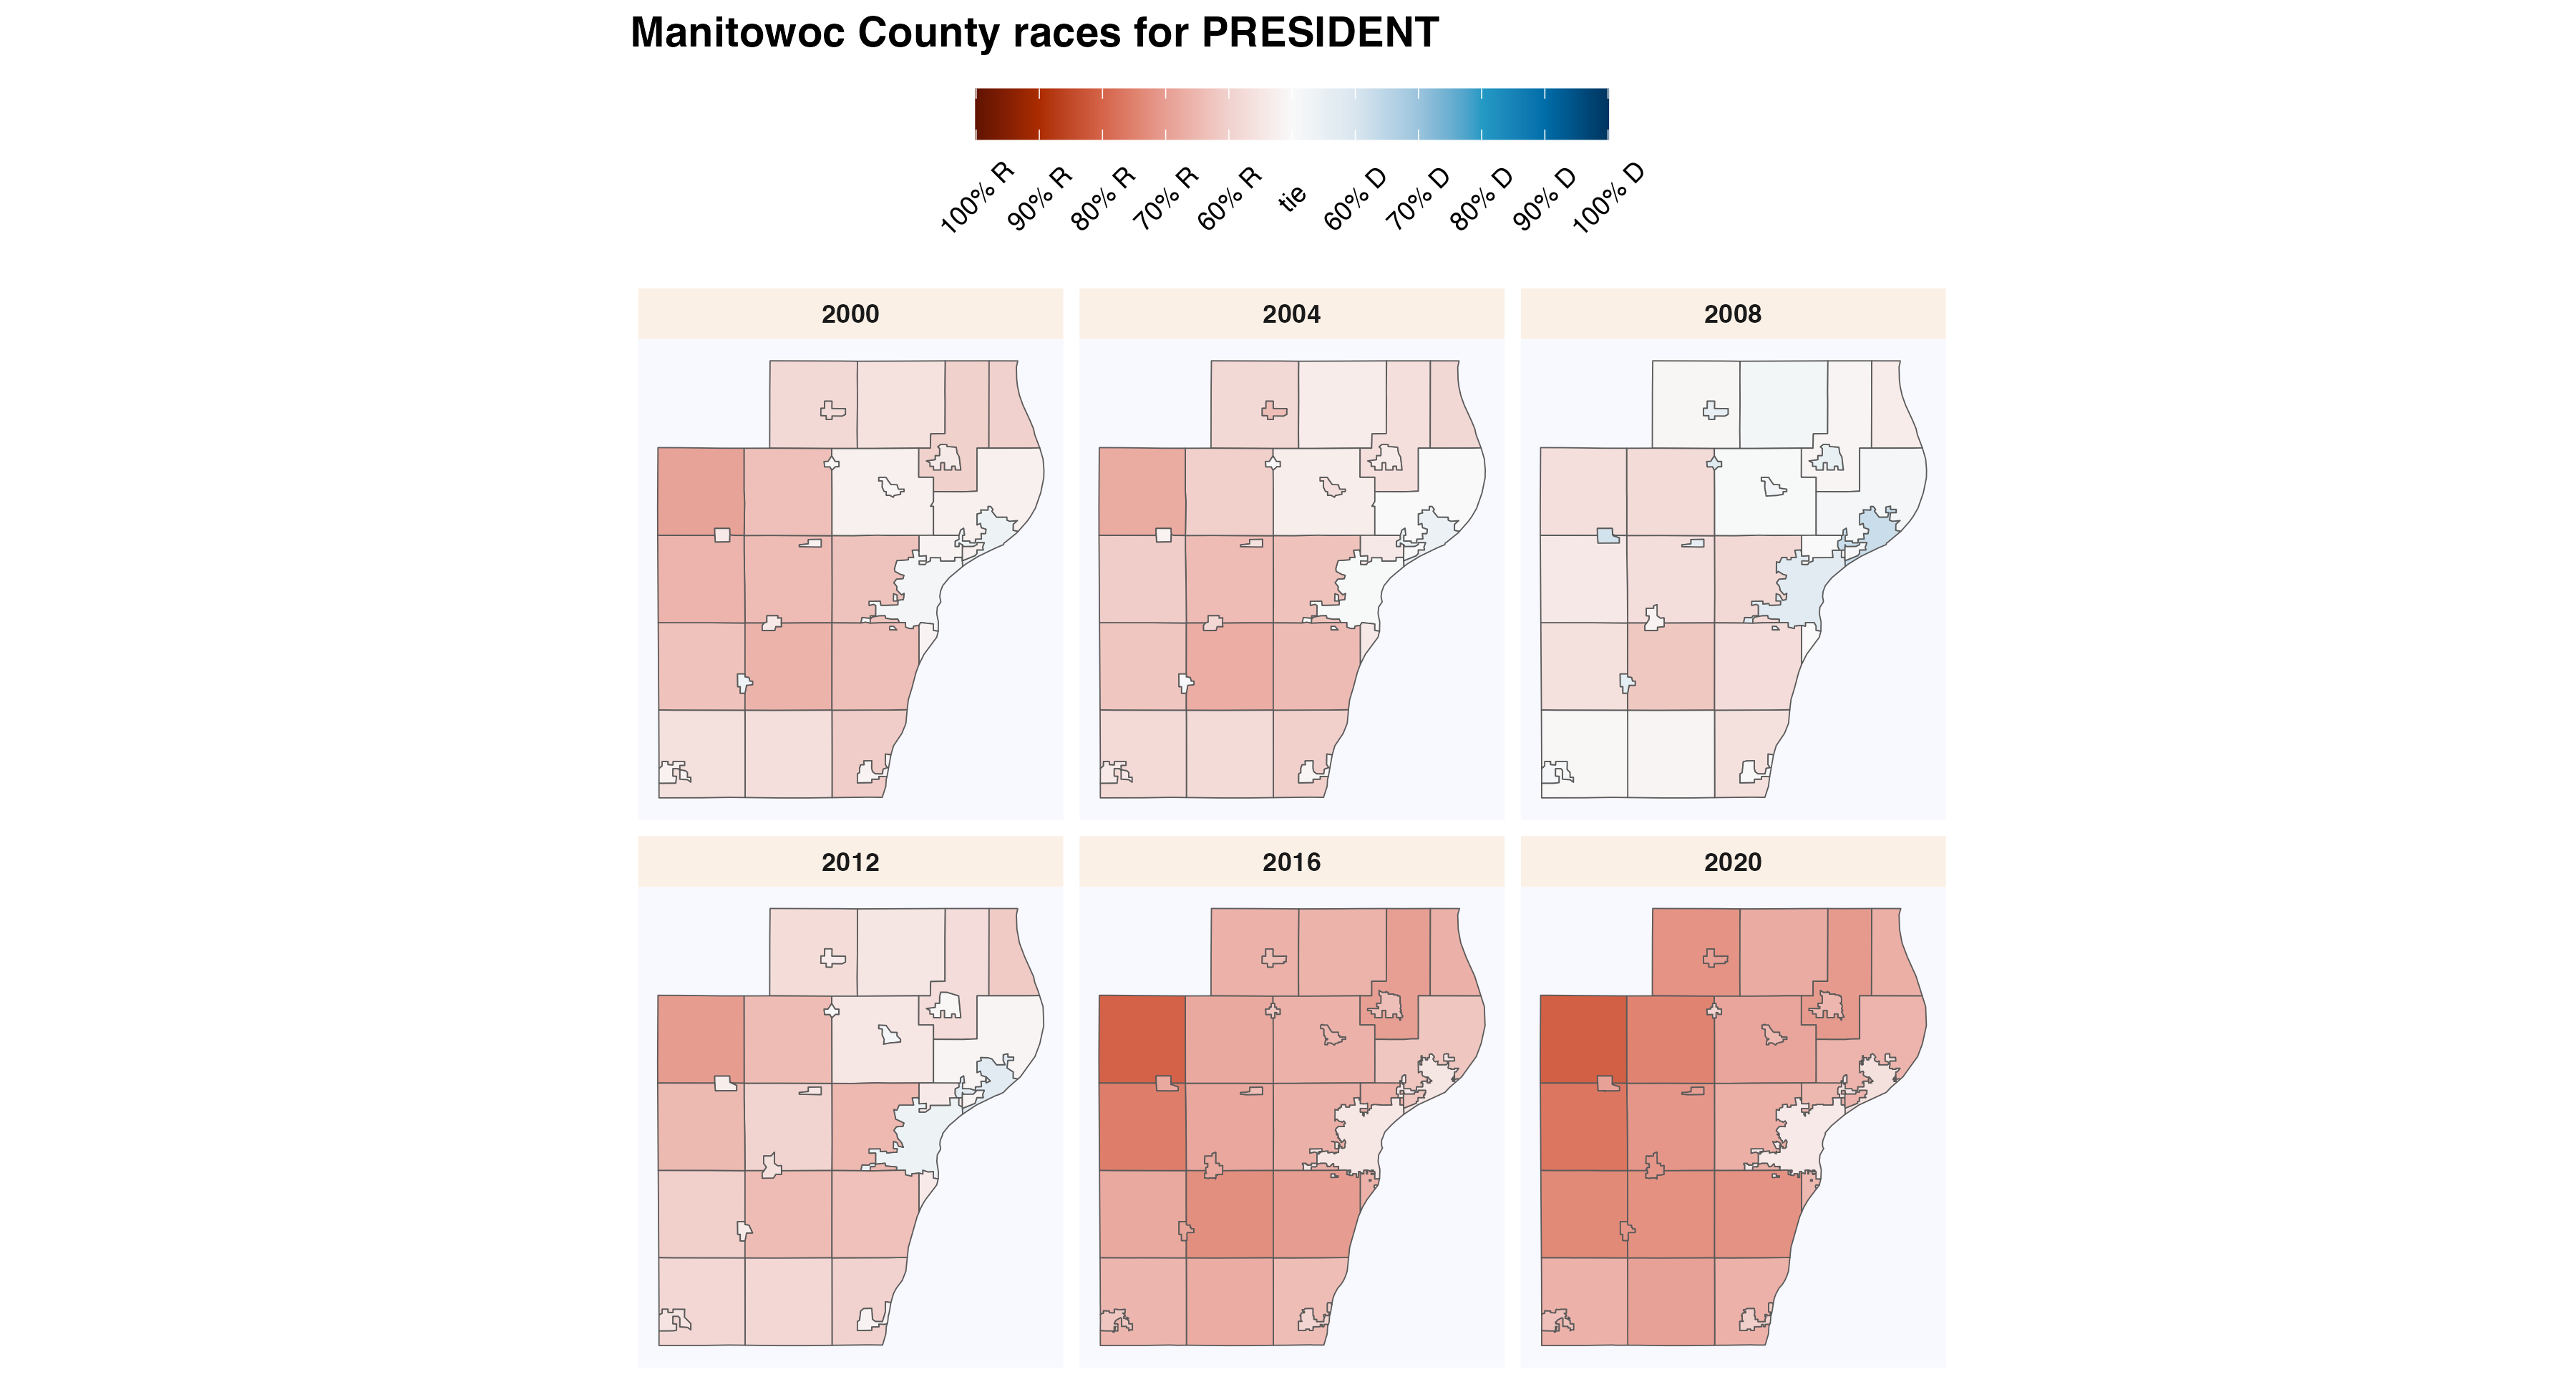 Manitowoc County races for PRESIDENT
100% R 90% R 80% R 70% R 60% R tie 60% D 70% D 80% D 90% D 100% D
2000 2004 2008
2012 2016 2020